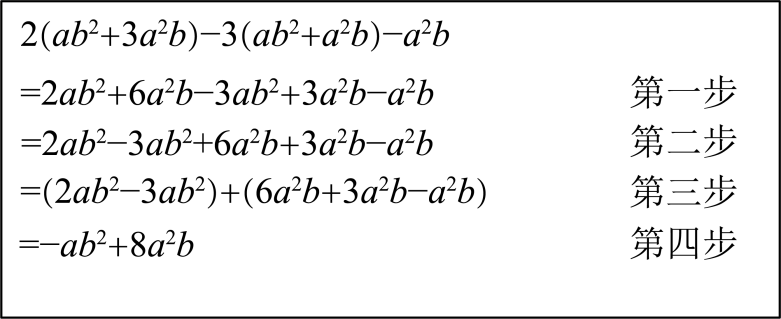 2(ab²+3a²b)−3(ab²+a²b)−a²b
=2ab²+6a²b−3ab²+3a²b−a²b 第一步
=2ab²−3ab²+6a²b+3a²b−a²b 第二步
=(2ab²−3ab²)+(6a²b+3a²b−a²b) 第三步
=−ab²+8a²b 第四步